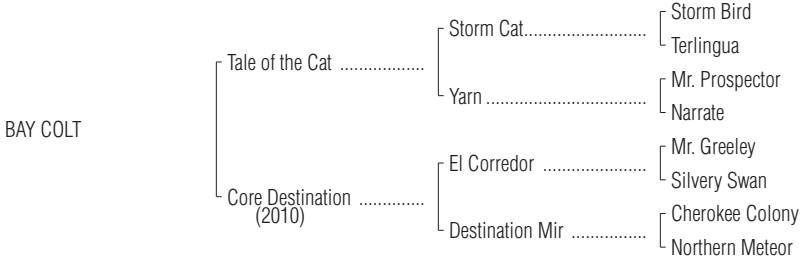 Storm Bird
Storm Cat..........................
Terlingua
Tale of the Cat ..................
Mr. Prospector
Yarn ..................................
Narrate
BAY COLT
Mr. Greeley
El Corredor ......................
Silvery Swan
Core Destination ..............
(2010)
Cherokee Colony
Destination Mir ................
Northern Meteor